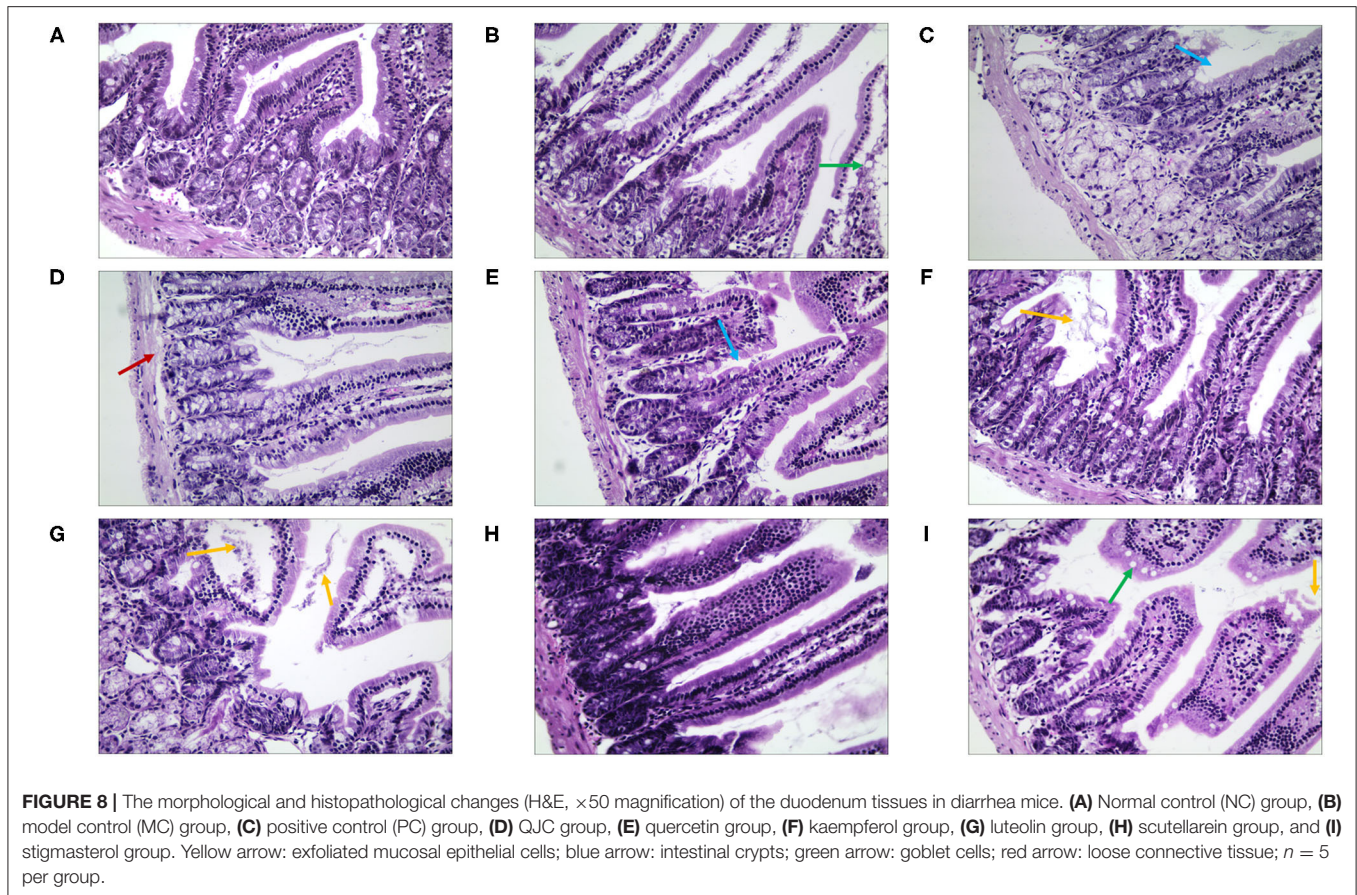 A
B
C
D
E
F
G
H
I
FIGURE 8 | The morphological and histopathological changes (H&E, ×50 magnification) of the duodenum tissues in diarrhea mice. (A) Normal control (NC) group, (B)
model control (MC) group, (C) positive control (PC) group, (D) QJC group, (E) quercetin group, (F) kaempferol group, (G) luteolin group, (H) scutellarein group, and (I)
stigmasterol group. Yellow arrow: exfoliated mucosal epithelial cells; blue arrow: intestinal crypts; green arrow: goblet cells; red arrow: loose connective tissue; n = 5
per group.